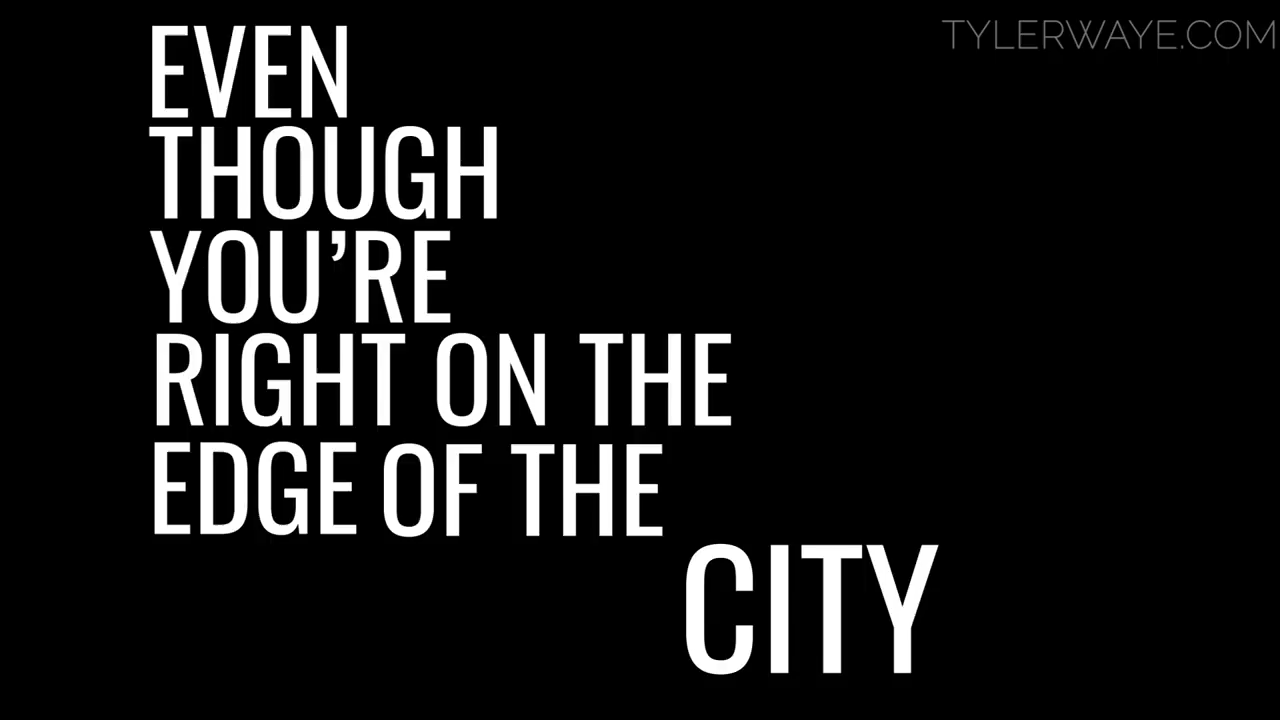 TYLERWAYE.COM
EVEN
THOUGH
YOU’RE
RIGHT ON THE
EDGE OF THE
CITY